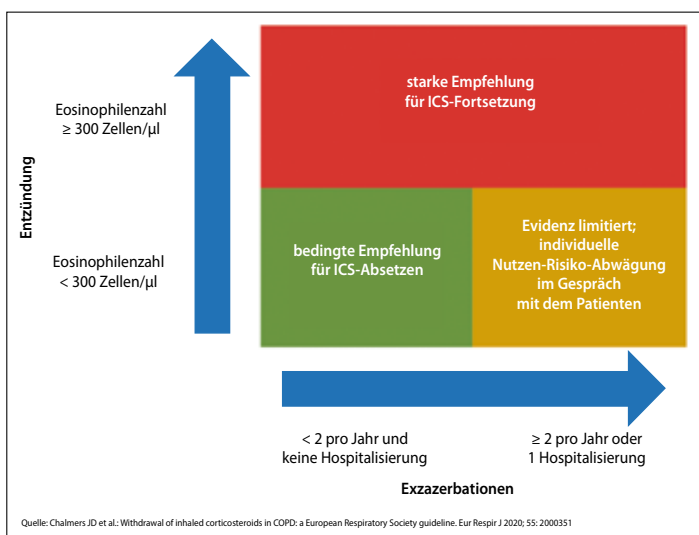 starke Empfehlung
für ICS-Fortsetzung
Eosinophilenzahl
≥ 300 Zellen/µl
Entzündung
Eosinophilenzahl
< 300 Zellen/µl
bedingte Empfehlung
für ICS-Absetzen
Evidenz limitiert;
individuelle
Nutzen-Risiko-Abwägung
im Gespräch
mit dem Patienten
< 2 pro Jahr und
keine Hospitalisierung
≥ 2 pro Jahr oder
1 Hospitalisierung
Exzazerbationen
Quelle: Chalmers JD et al.: Withdrawal of inhaled corticosteroids in COPD: a European Respiratory Society guideline. Eur Respir J 2020; 55: 2000351